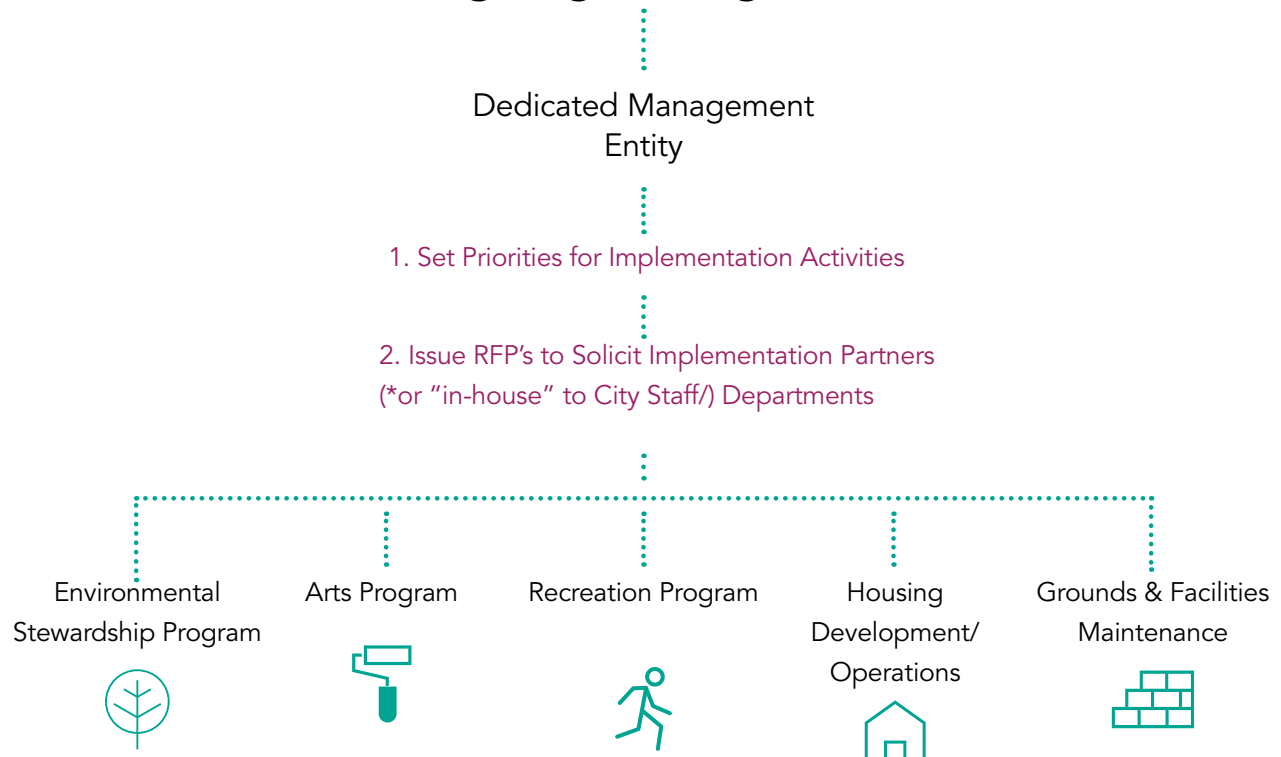 Dedicated Management
Entity
1. Set Priorities for Implementation Activities
2. Issue RFP’s to Solicit Implementation Partners
(*or “in-house” to City Staff/) Departments
Environmental
Stewardship Program
Arts Program
Recreation Program
Housing
Development/
Operations
Grounds & Facilities
Maintenance